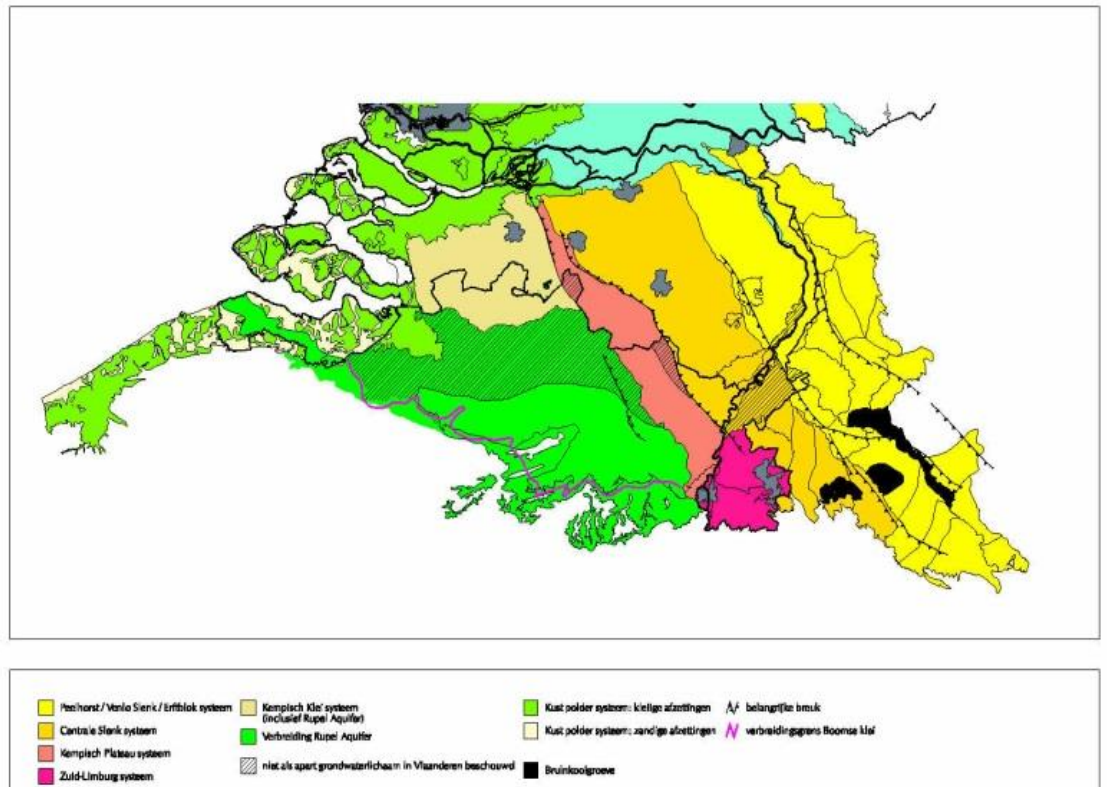 Peelhorst / Venlo Slenk / Erftblok systeem
Centrale Slenk systeem
Kempisch Plateau systeem
Zuid-Limburg systeem
Kempisch Klei systeem
(inclusief Rupel Aquifer)
Verbreiding Rupel Aquifer
niet als apart grondwaterlichaam in Vlaanderen beschouwd
Kust polder systeem: kleiige afzettingen
Kust polder systeem: zandige afzettingen
Bruinkoolgroeve
belangrijke breuk
verbreidingsgrens Boomse klei